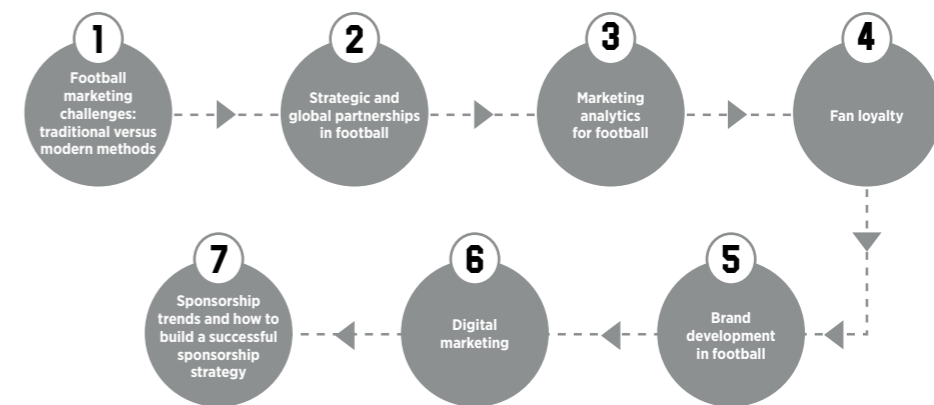 1
Football
marketing
challenges:
traditional versus
modern methods
2
Strategic and
global partnerships
in football
3
Marketing
analytics
for football
4
Fan loyalty
5
Brand
development
in football
6
Digital
marketing
7
Sponsorship
trends and how to
build a successful
sponsorship
strategy